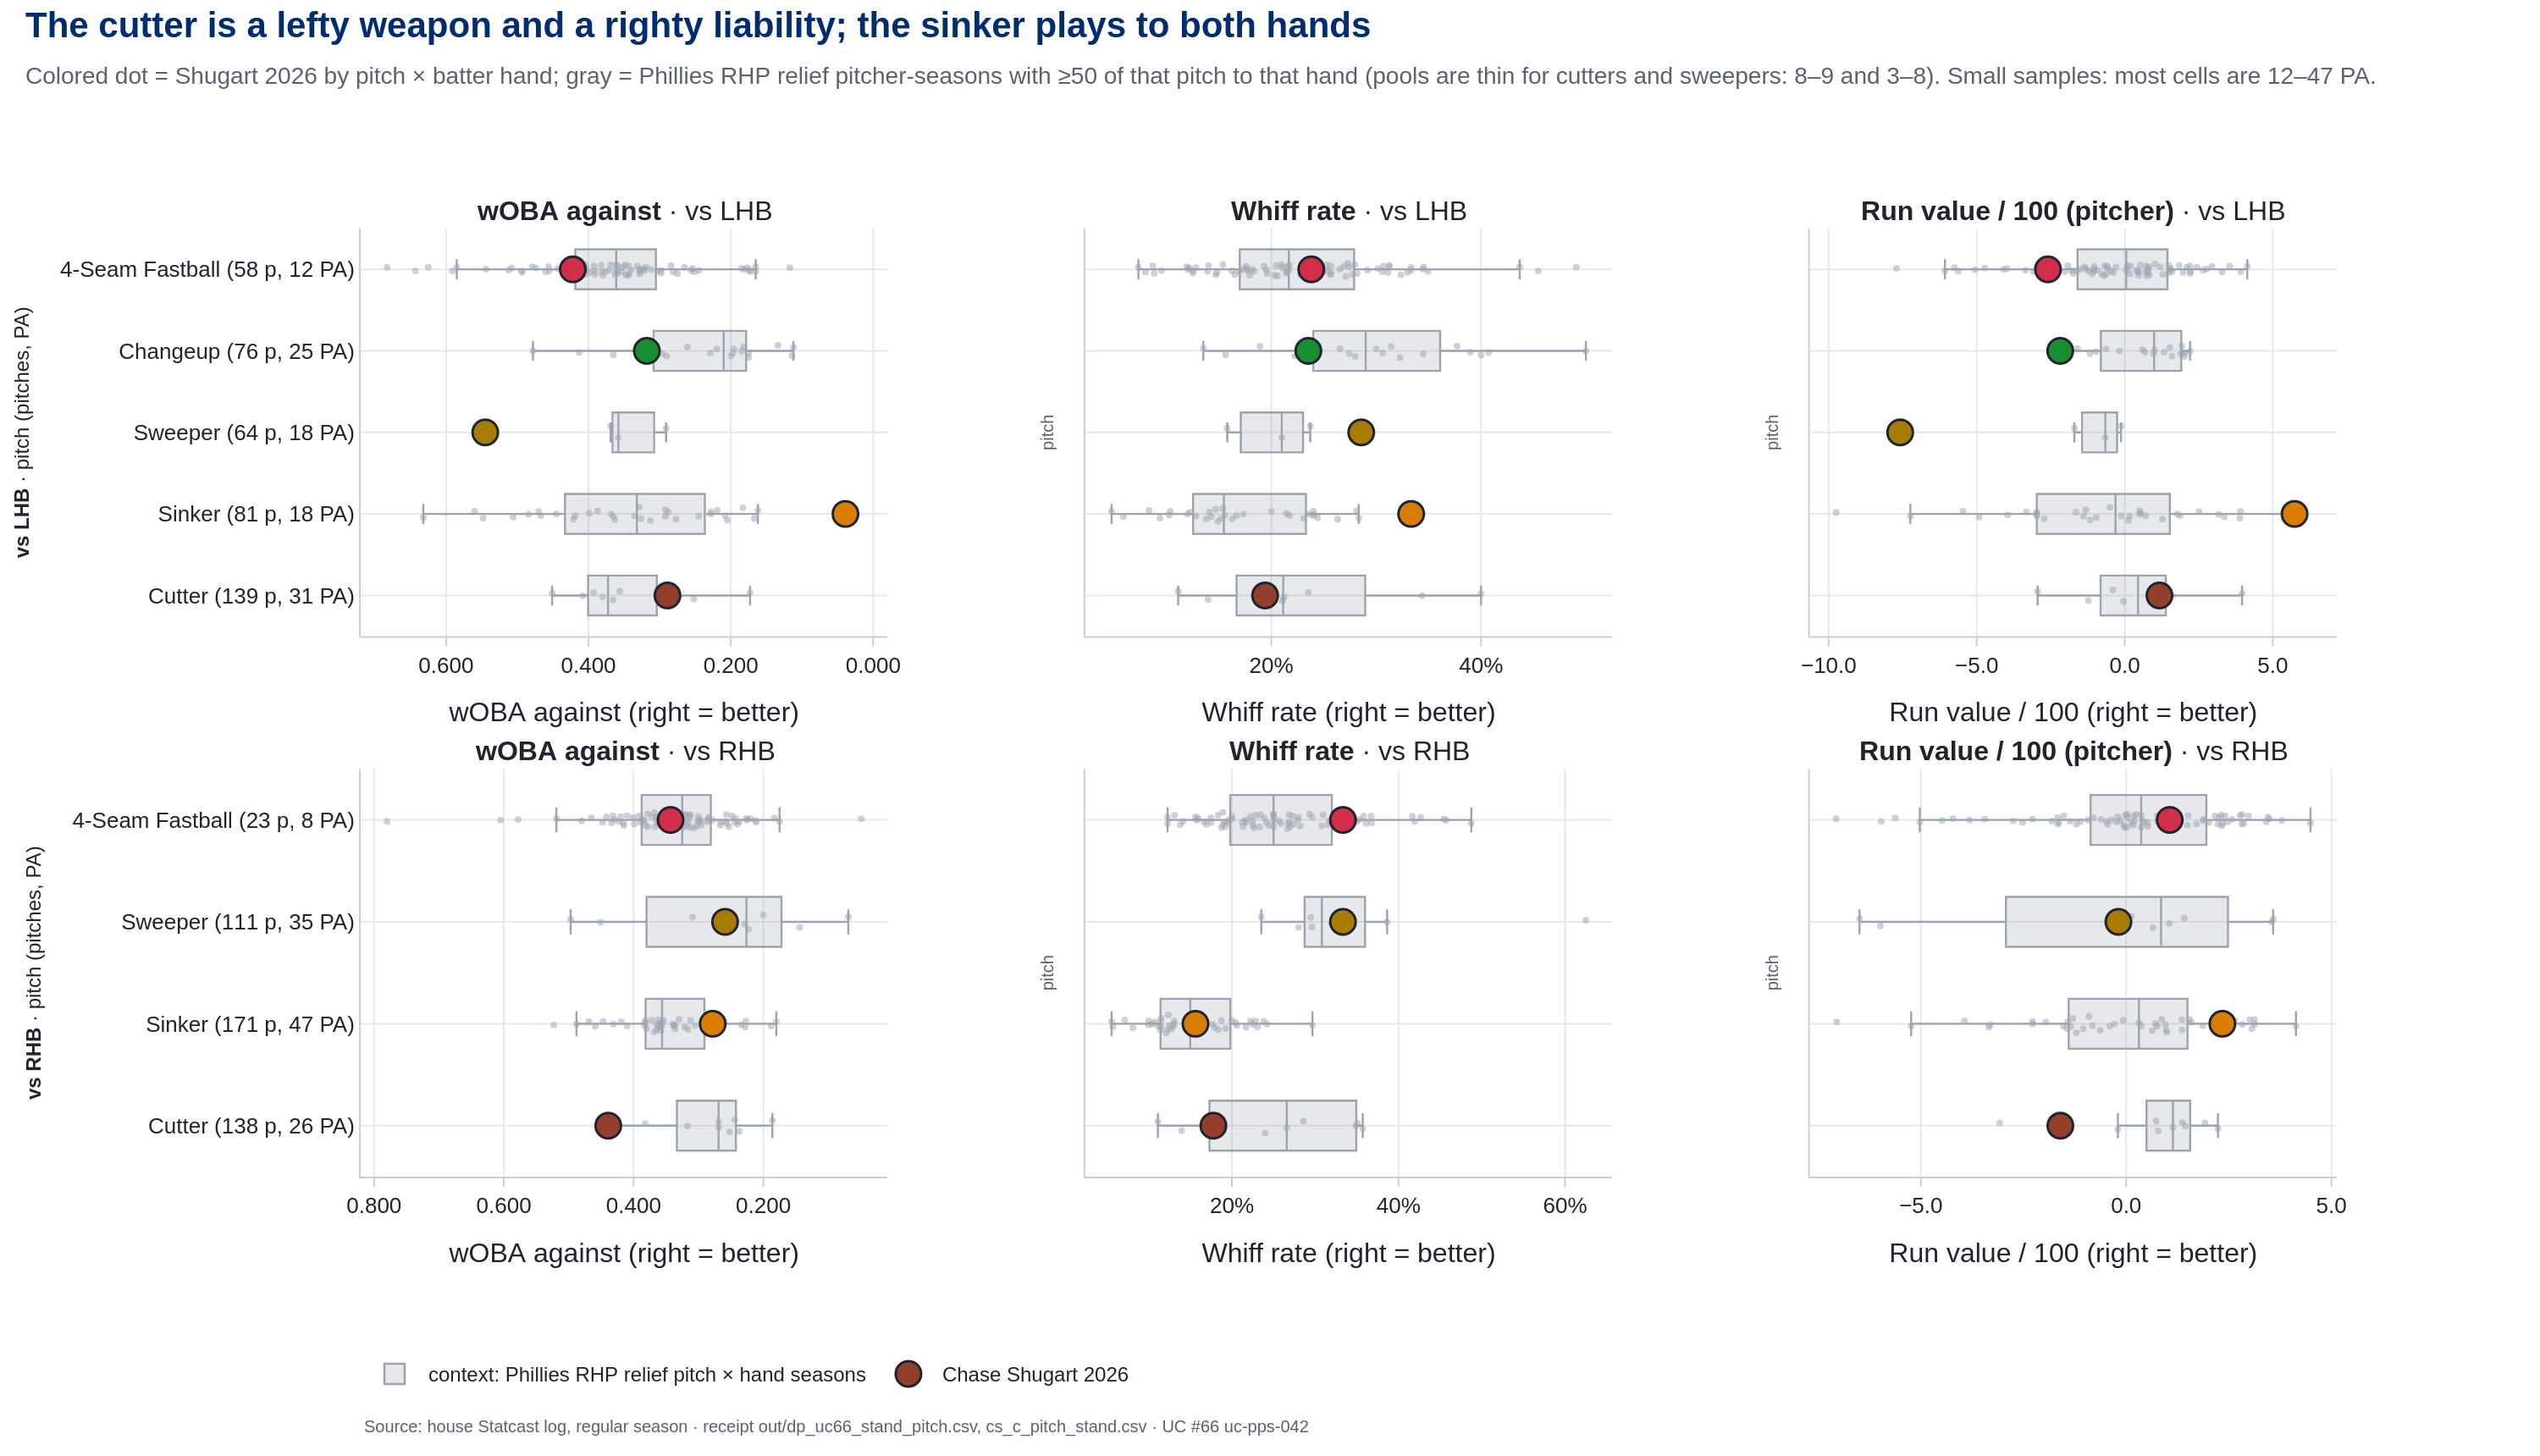 The cutter is a lefty weapon and a righty liability; the sinker plays to both hands
Colored dot = Shugart 2026 by pitch × batter hand; gray = Phillies RHP relief pitcher-seasons with ≥50 of that pitch to that hand (pools are thin for cutters and sweepers: 8–9 and 3–8). Small samples: most cells are 12–47 PA.
wOBA against · vs LHB
Whiff rate · vs LHB
Run value / 100 (pitcher) · vs LHB
vs LHB · pitch (pitches, PA)
4-Seam Fastball (58 p, 12 PA)
Changeup (76 p, 25 PA)
Sweeper (64 p, 18 PA)
Sinker (81 p, 18 PA)
Cutter (139 p, 31 PA)
pitch
pitch
0.600 0.400 0.200 0.000
20% 40%
−10.0 −5.0 0.0 5.0
wOBA against (right = better)
Whiff rate (right = better)
Run value / 100 (right = better)
wOBA against · vs RHB
Whiff rate · vs RHB
Run value / 100 (pitcher) · vs RHB
vs RHB · pitch (pitches, PA)
4-Seam Fastball (23 p, 8 PA)
Sweeper (111 p, 35 PA)
Sinker (171 p, 47 PA)
Cutter (138 p, 26 PA)
pitch
pitch
0.800 0.600 0.400 0.200
20% 40% 60%
−5.0 0.0 5.0
wOBA against (right = better)
Whiff rate (right = better)
Run value / 100 (right = better)
context: Phillies RHP relief pitch × hand seasons
Chase Shugart 2026
Source: house Statcast log, regular season · receipt out/dp_uc66_stand_pitch.csv, cs_c_pitch_stand.csv · UC #66 uc-pps-042